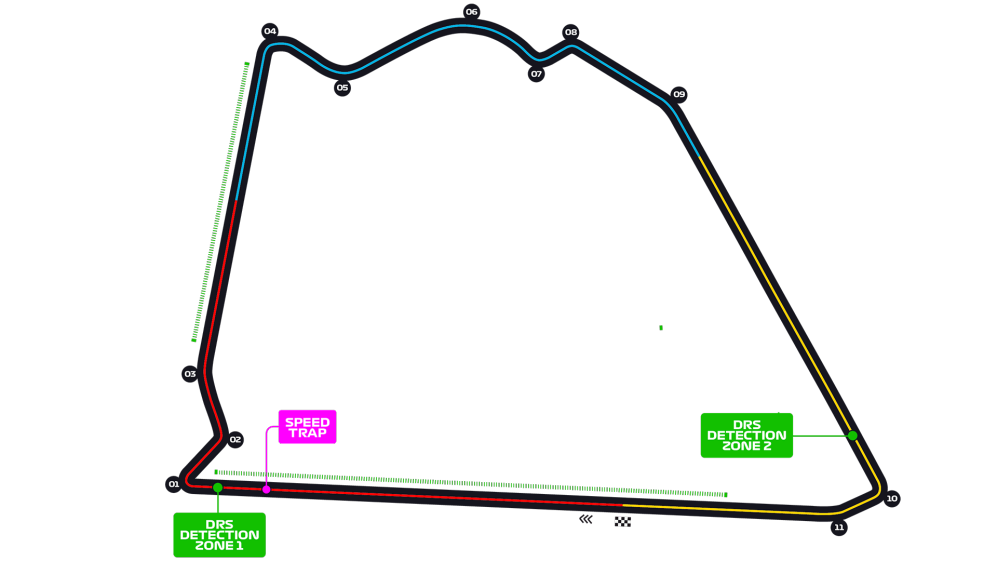 06
04
08
07
05
09
03
SPEED
TRAP
02
DRS
DETECTION
ZONE 2
01
10
11
DRS
DETECTION
ZONE 1